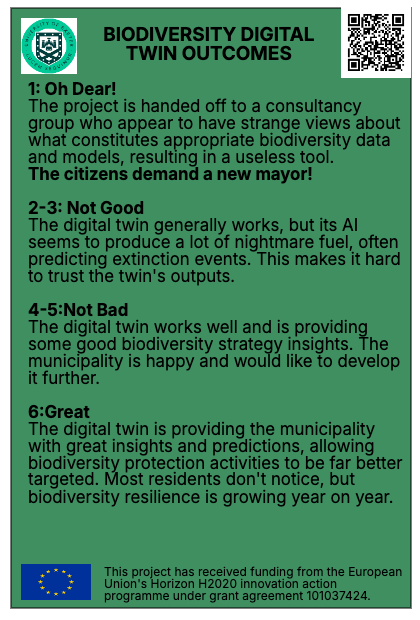 BIODIVERSITY DIGITAL
TWIN OUTCOMES
1: Oh Dear!
The project is handed off to a consultancy
group who appear to have strange views about
what constitutes appropriate biodiversity data
and models, resulting in a useless tool.
The citizens demand a new mayor!
2-3: Not Good
The digital twin generally works, but its AI
seems to produce a lot of nightmare fuel, often
predicting extinction events. This makes it hard
to trust the twin's outputs.
4-5:Not Bad
The digital twin works well and is providing
some good biodiversity strategy insights. The
municipality is happy and would like to develop
it further.
6:Great
The digital twin is providing the municipality
with great insights and predictions, allowing
biodiversity protection activities to be far better
targeted. Most residents don't notice, but
biodiversity resilience is growing year on year.
This project has received funding from the European
Union's Horizon H2020 innovation action
programme under grant agreement 101037424.